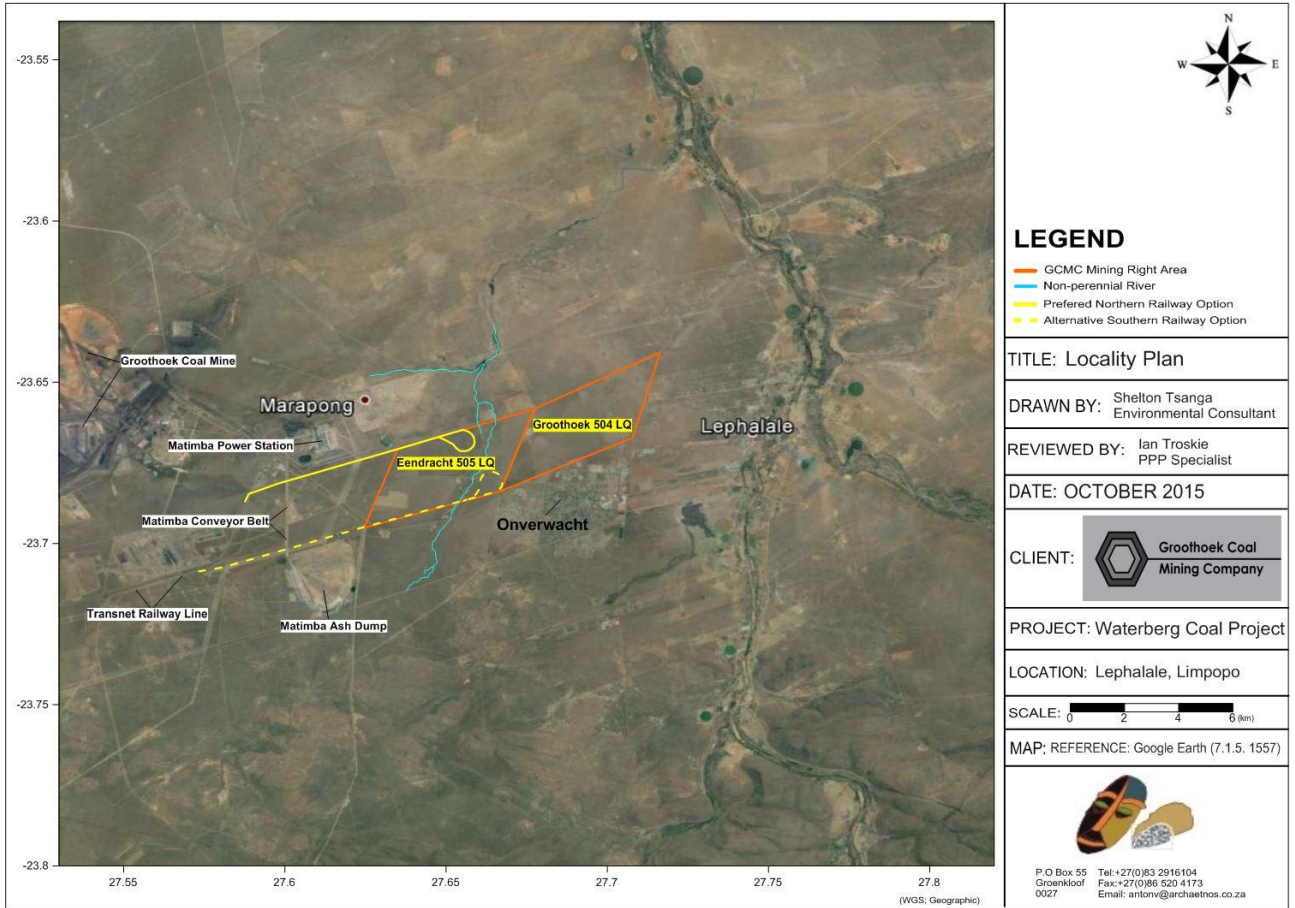 -23.55
-23.6
-23.65
-23.7
-23.75
-23.8
27.55
27.6
27.65
27.7
27.75
27.8
(WGS; Geographic)
Groothoek Coal Mine
Marapong
Matimba Power Station
Groothoek 504 LQ
Lephalale
Eendracht 505 LQ
Matimba Conveyor Belt
Onverwacht
Transnet Railway Line
Matimba Ash Dump
N
W
E
S
LEGEND
GCMC Mining Right Area
Non-perennial River
Prefered Northern Railway Option
Alternative Southern Railway Option
TITLE: Locality Plan
DRAWN BY: Shelton Tsanga
Environmental Consultant
REVIEWED BY: Ian Troskie
PPP Specialist
DATE: OCTOBER 2015
CLIENT:
Groothoek Coal
Mining Company
PROJECT: Waterberg Coal Project
LOCATION: Lephalale, Limpopo
SCALE: 0 2 4 6 (km)
MAP: REFERENCE: Google Earth (7.1.5. 1557)
P.O Box 55
Groenkloof
0027
Tel:+27(0)83 2916104
Fax:+27(0)86 520 4173
Email: antonv@archaetnos.co.za